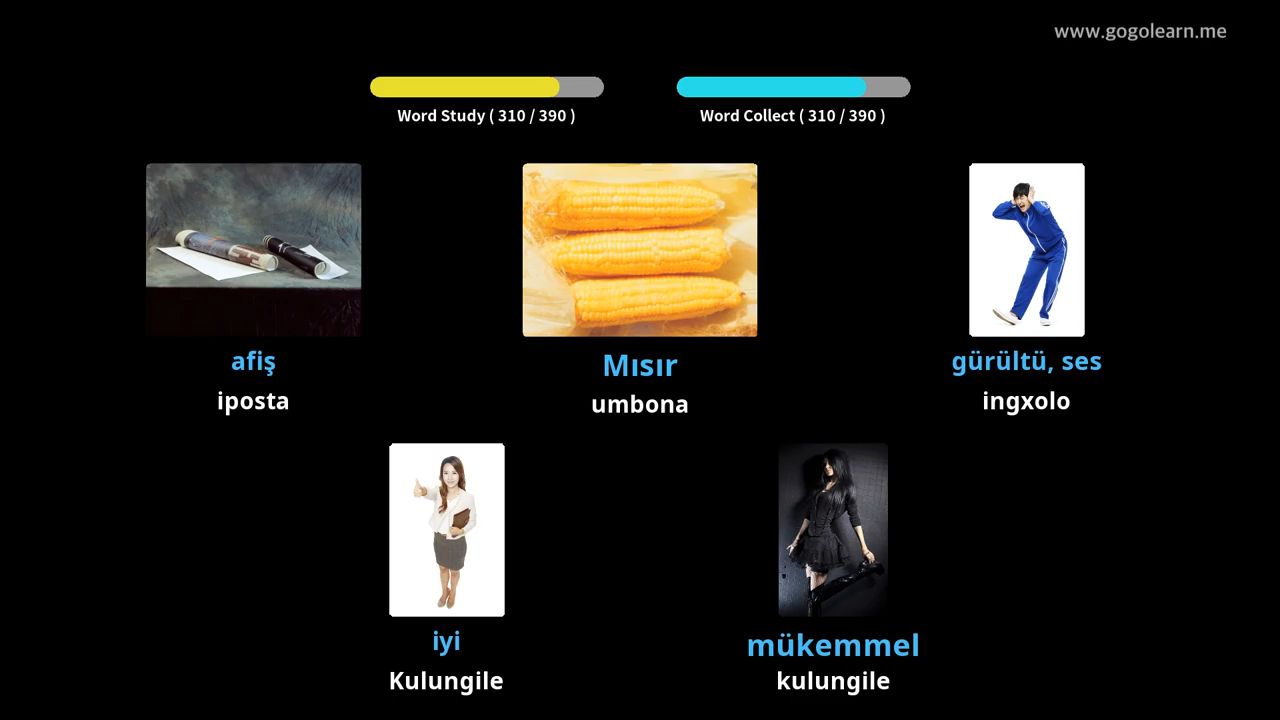 www.gogolearn.me
Word Study ( 310 / 390 )
Word Collect ( 310 / 390 )
afiş
iposta
Mısır
umbona
gürültü, ses
ingxolo
iyi
Kulungile
mükemmel
kulungile